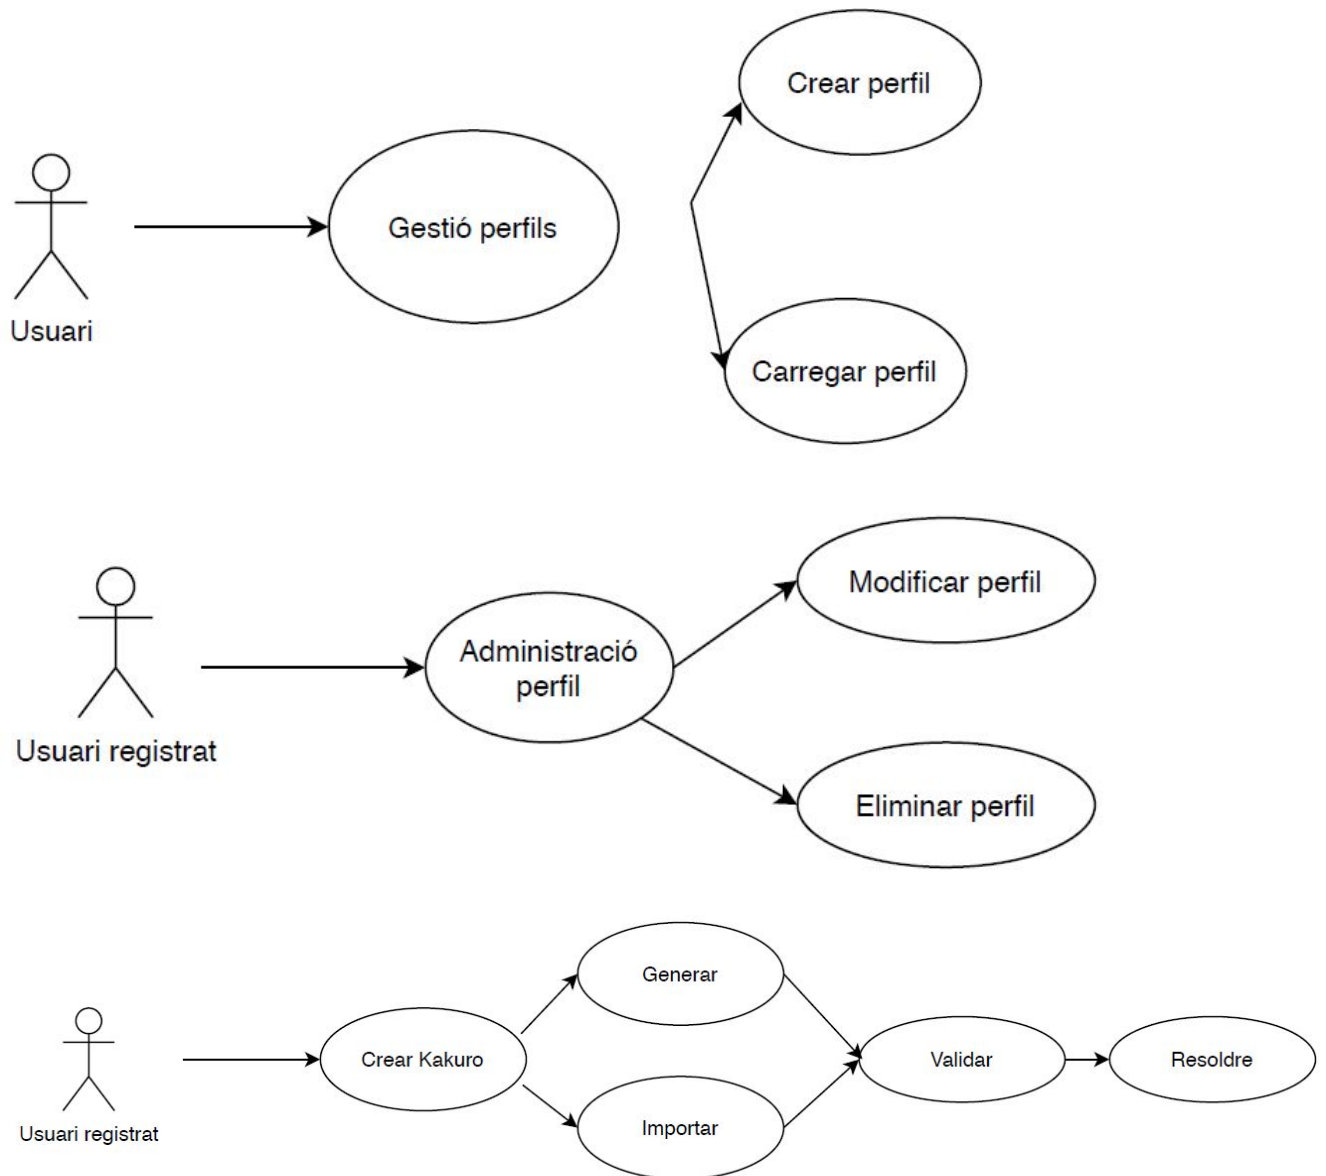 Crear perfil
Gestió perfils
Usuari
Carregar perfil
Modificar perfil
Administració
perfil
Usuari registrat
Eliminar perfil
Generar
Crear Kakuro
Validar
Resoldre
Importar
Usuari registrat